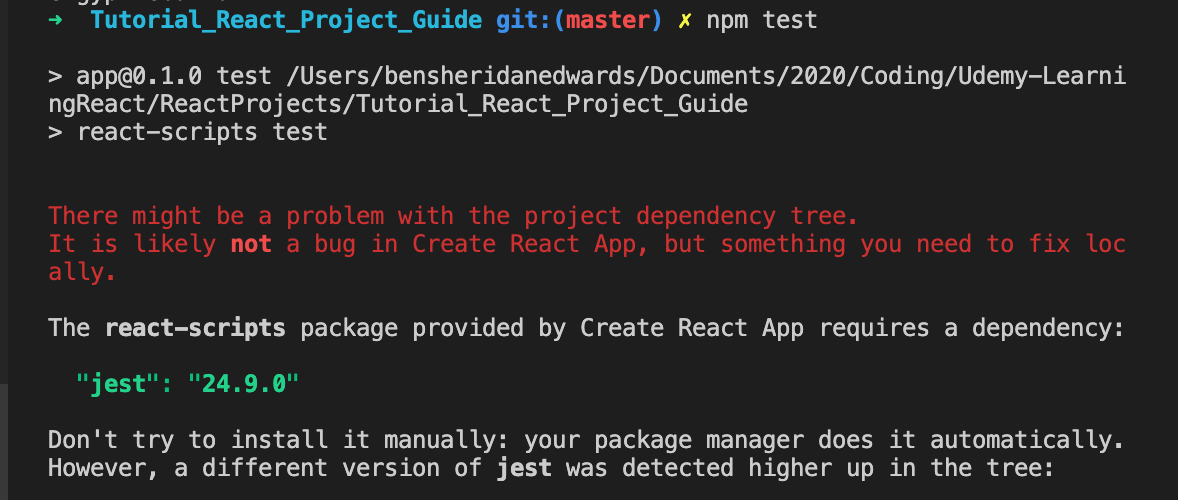 ➜  Tutorial_React_Project_Guide git:(master) ✗ npm test
> app@0.1.0 test /Users/bensheridanedwards/Documents/2020/Coding/Udemy-Learni
ngReact/ReactProjects/Tutorial_React_Project_Guide
> react-scripts test
There might be a problem with the project dependency tree.
It is likely not a bug in Create React App, but something you need to fix loc
ally.
The react-scripts package provided by Create React App requires a dependency:
"jest": "24.9.0"
Don't try to install it manually: your package manager does it automatically.
However, a different version of jest was detected higher up in the tree: